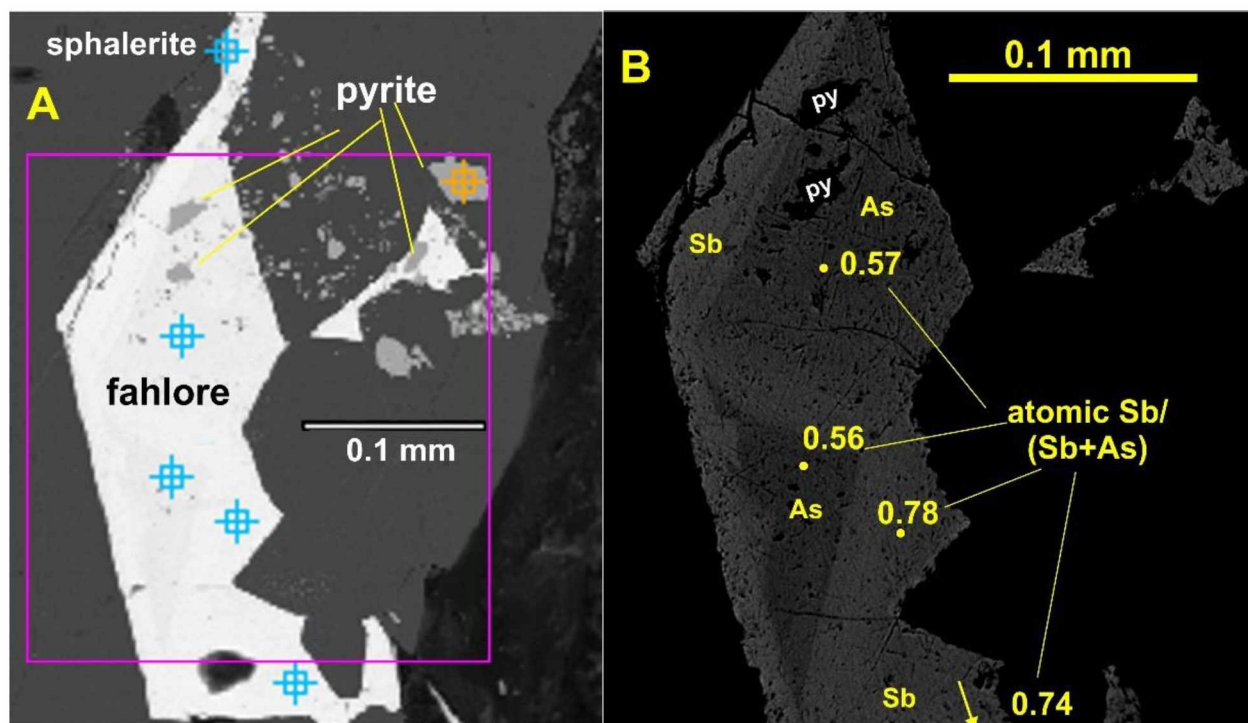 sphalerite
A
pyrite
fahlore
0.1 mm
B
0.1 mm
py
py
As
Sb
0.57
atomic Sb/
(Sb+As)
0.56
As
0.78
Sb
0.74